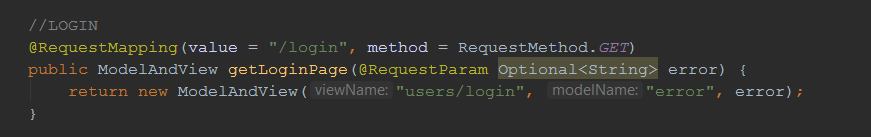 //LOGIN
@RequestMapping(value = "/login", method = RequestMethod.GET)
public ModelAndView getLoginPage(@RequestParam Optional<String> error) {
    return new ModelAndView( viewName: "users/login", modelName: "error", error);
}